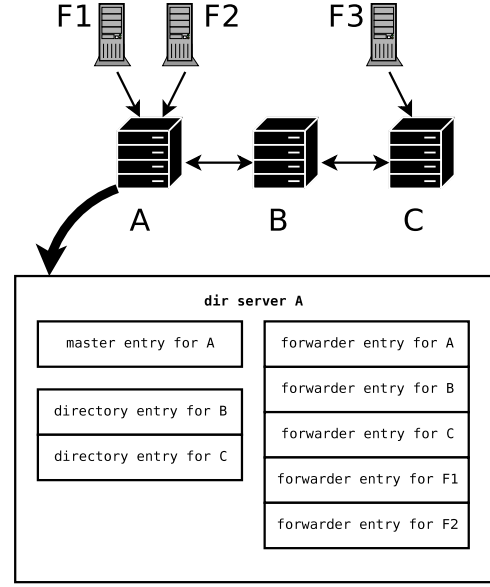 F1
F2
F3
A
B
C
dir server A
master entry for A
directory entry for B
directory entry for C
forwarder entry for A
forwarder entry for B
forwarder entry for C
forwarder entry for F1
forwarder entry for F2